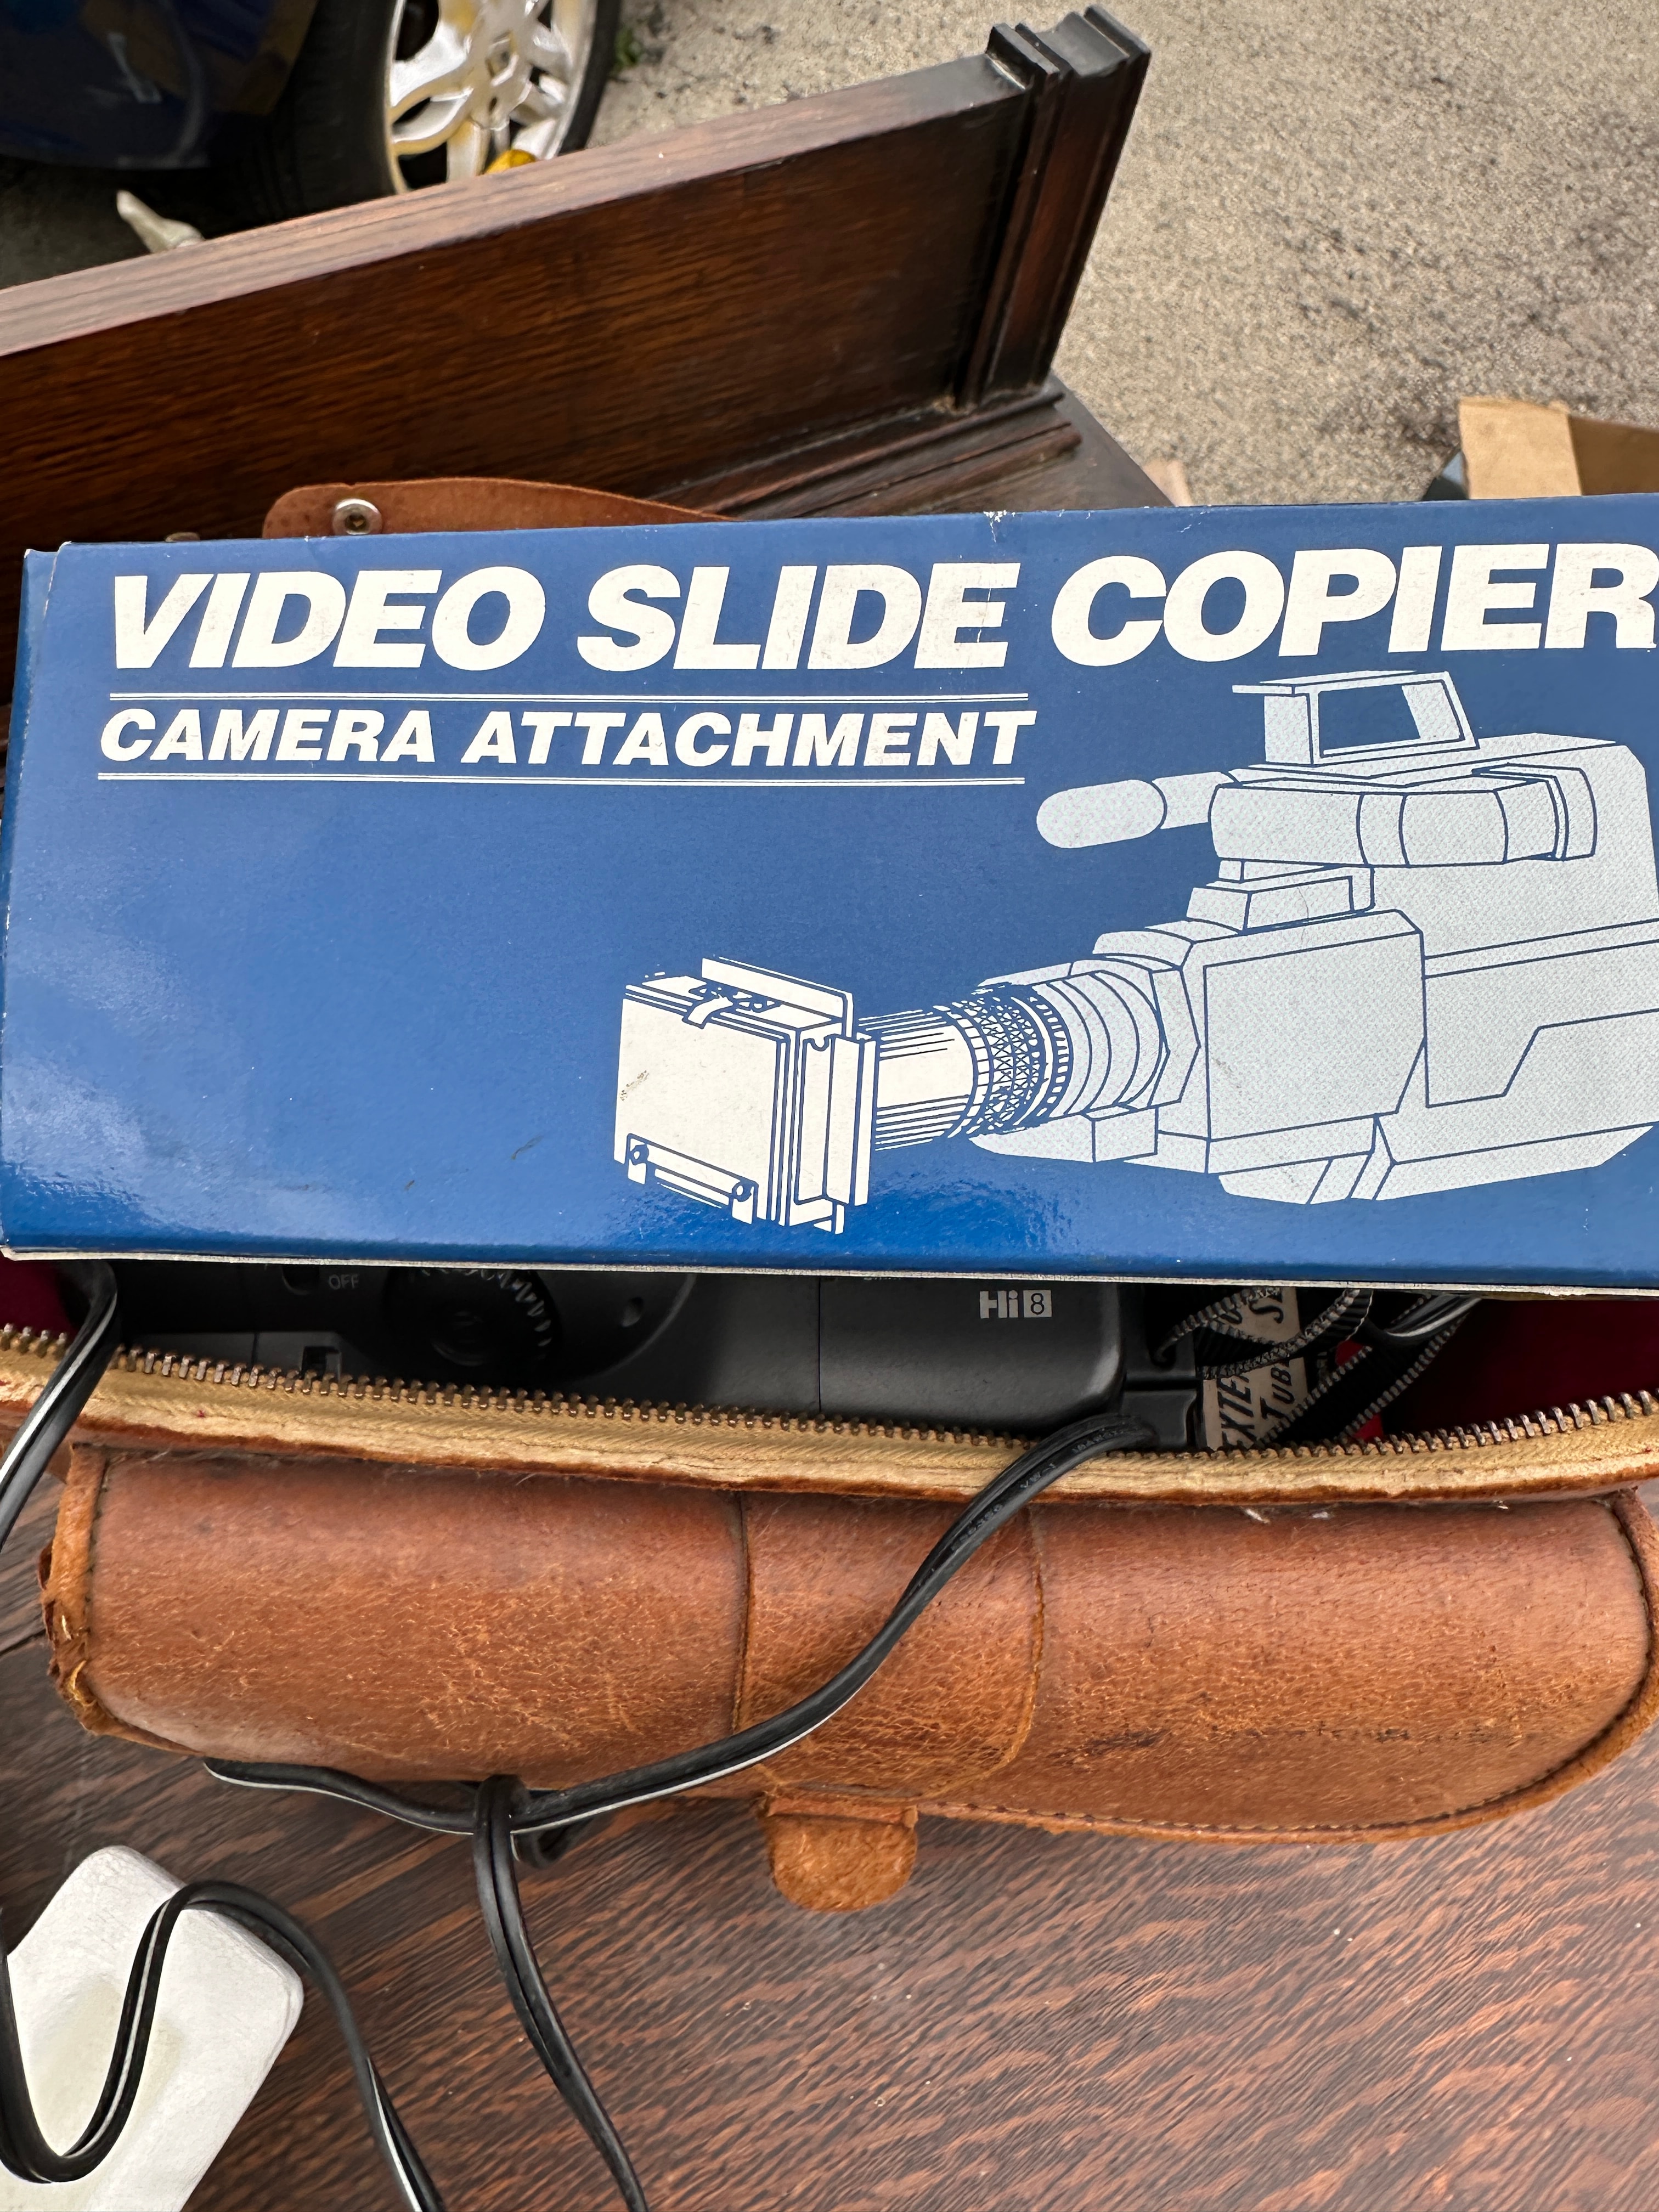 VIDEO SLIDE COPIER
CAMERA ATTACHMENT
OFF
Hi8